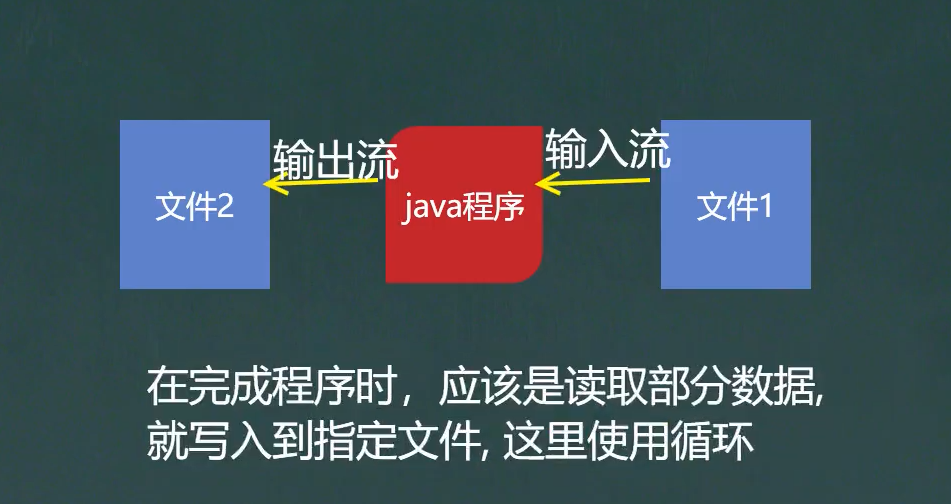 输出流
输入流
文件2
java程序
文件1
在完成程序时，应该是读取部分数据,
就写入到指定文件, 这里使用循环